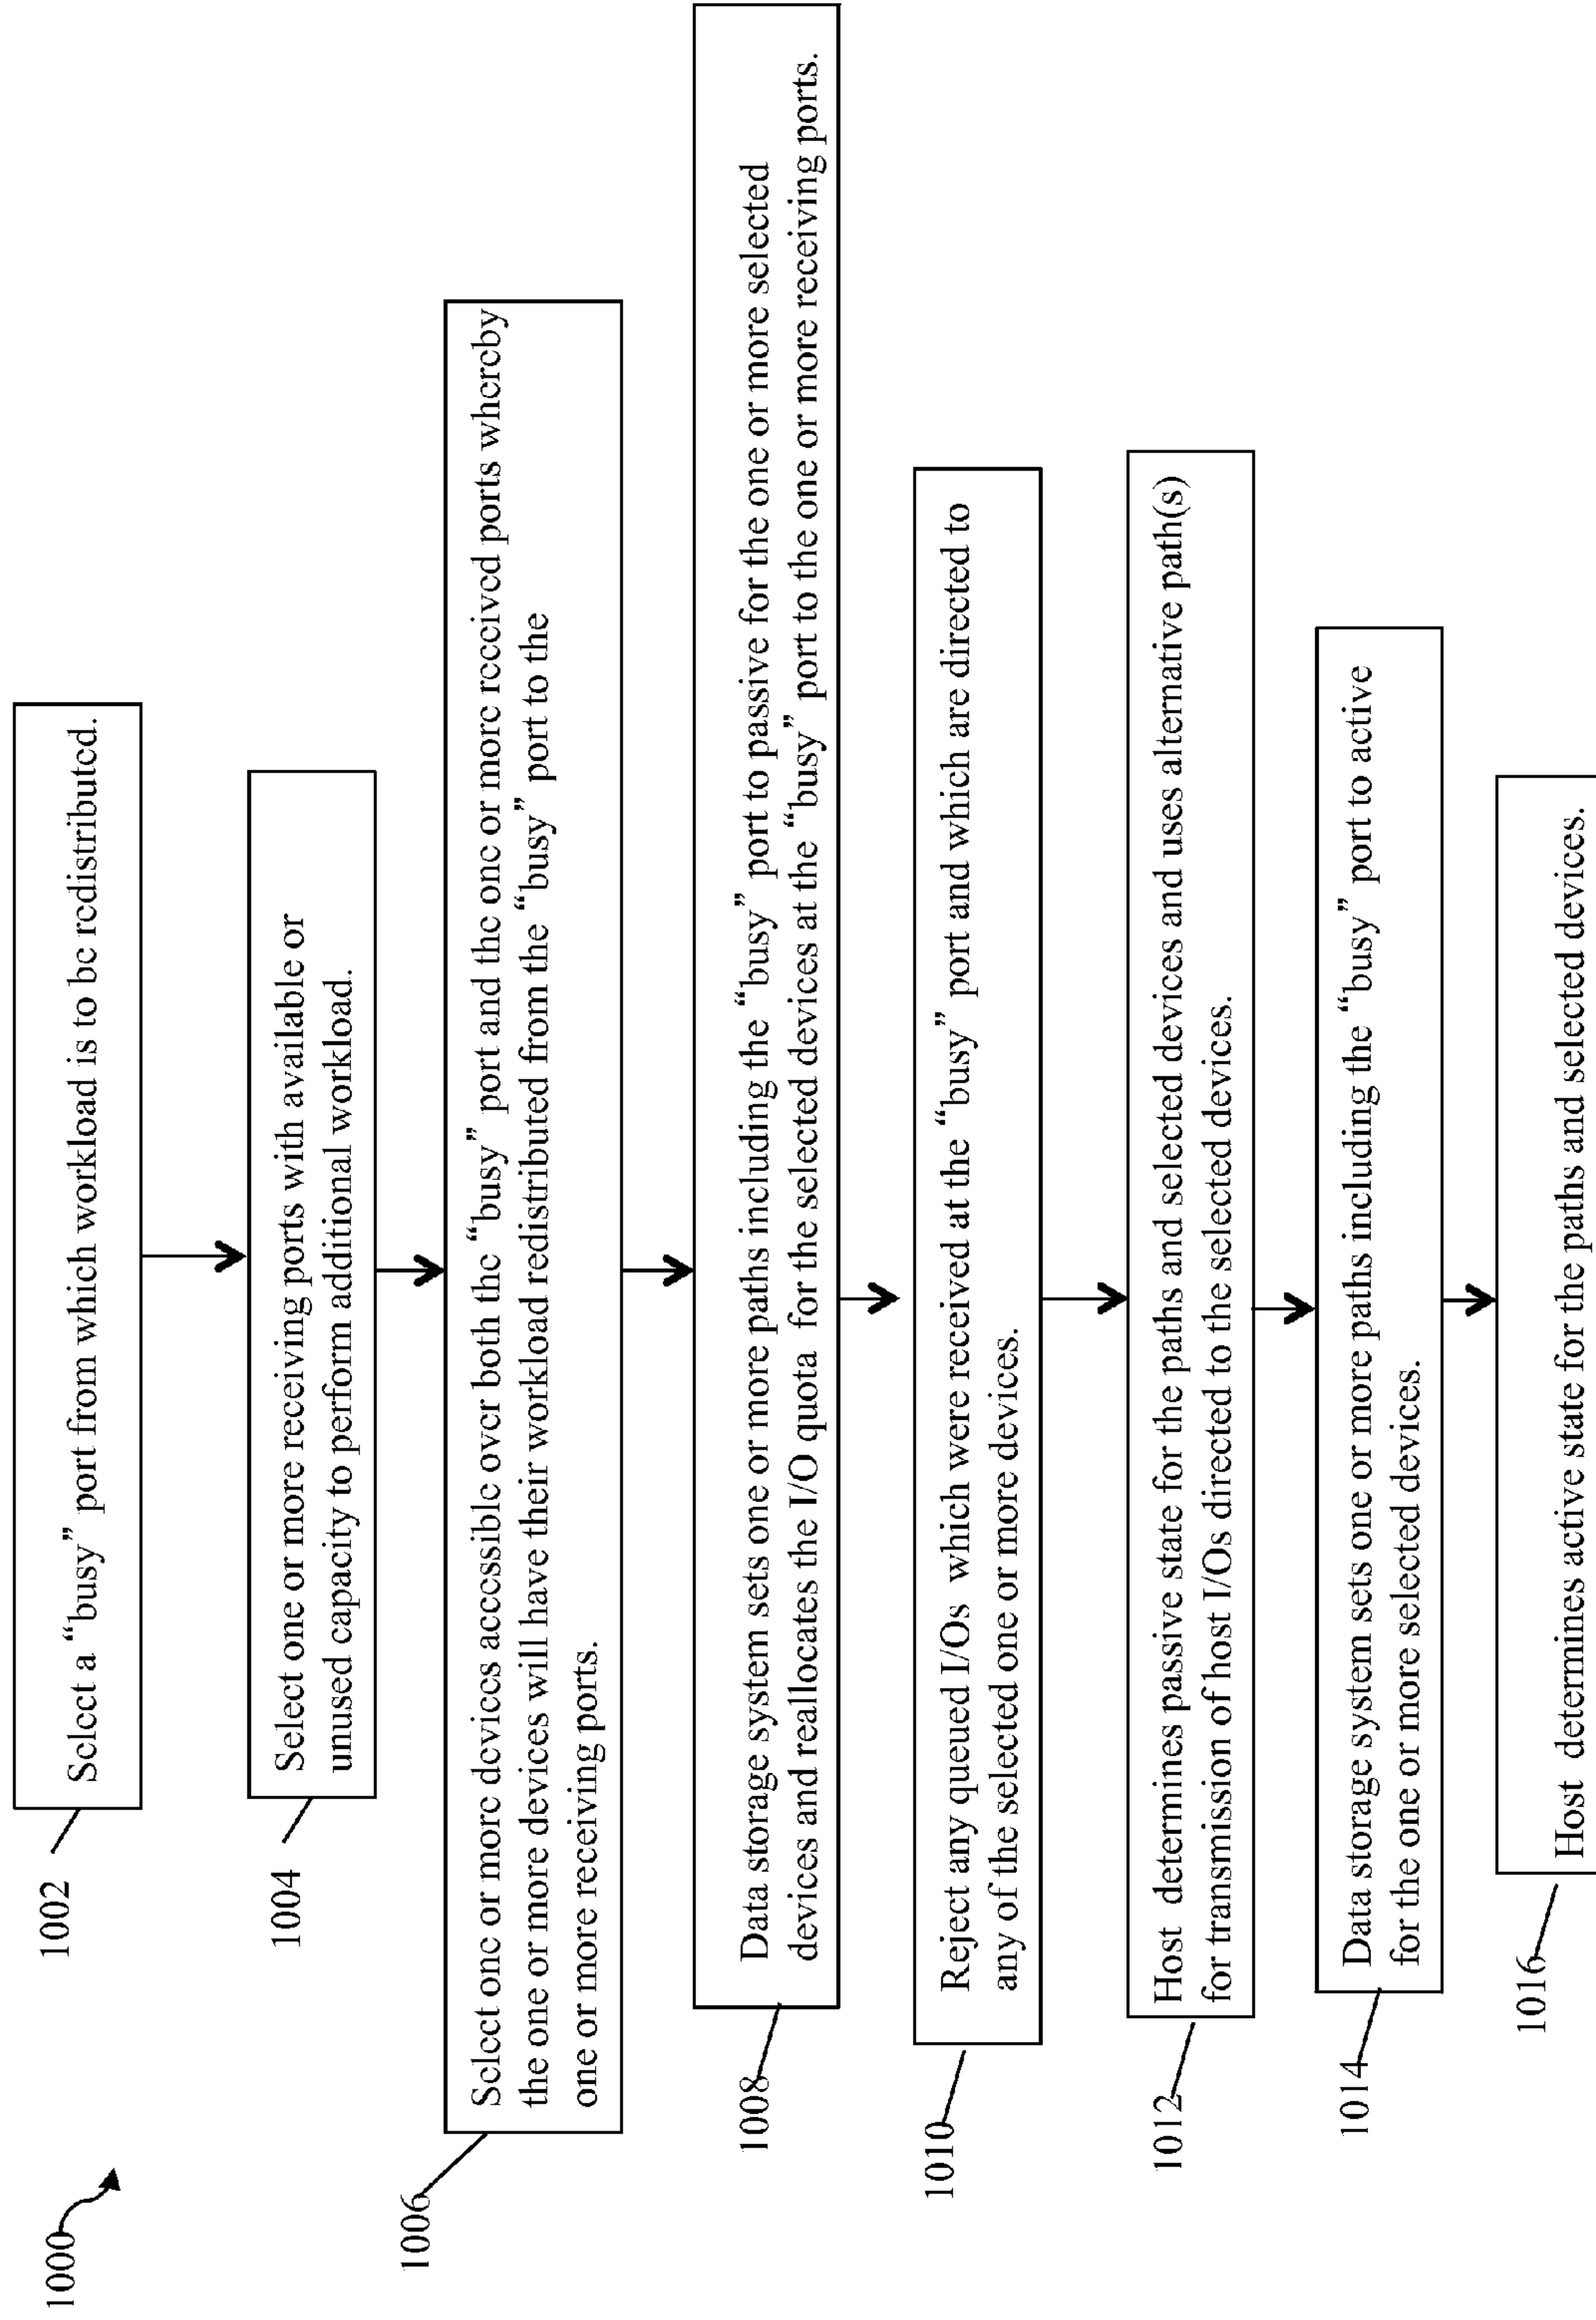 1000
1002
Select a “busy” port from which workload is to be redistributed.
1004
Select one or more receiving ports with available or
unused capacity to perform additional workload.
1006
Select one or more devices accessible over both the “busy” port and the one or more received ports whereby
the one or more devices will have their workload redistributed from the “busy” port to the
one or more receiving ports.
1008
Data storage system sets one or more paths including the “busy” port to passive for the one or more selected
devices and reallocates the I/O quota for the selected devices at the “busy” port to the one or more receiving ports.
1010
Reject any queued I/Os which were received at the “busy” port and which are directed to
any of the selected one or more devices.
1012
Host determines passive state for the paths and selected devices and uses alternative path(s)
for transmission of host I/Os directed to the selected devices.
1014
Data storage system sets one or more paths including the “busy” port to active
for the one or more selected devices.
1016
Host determines active state for the paths and selected devices.